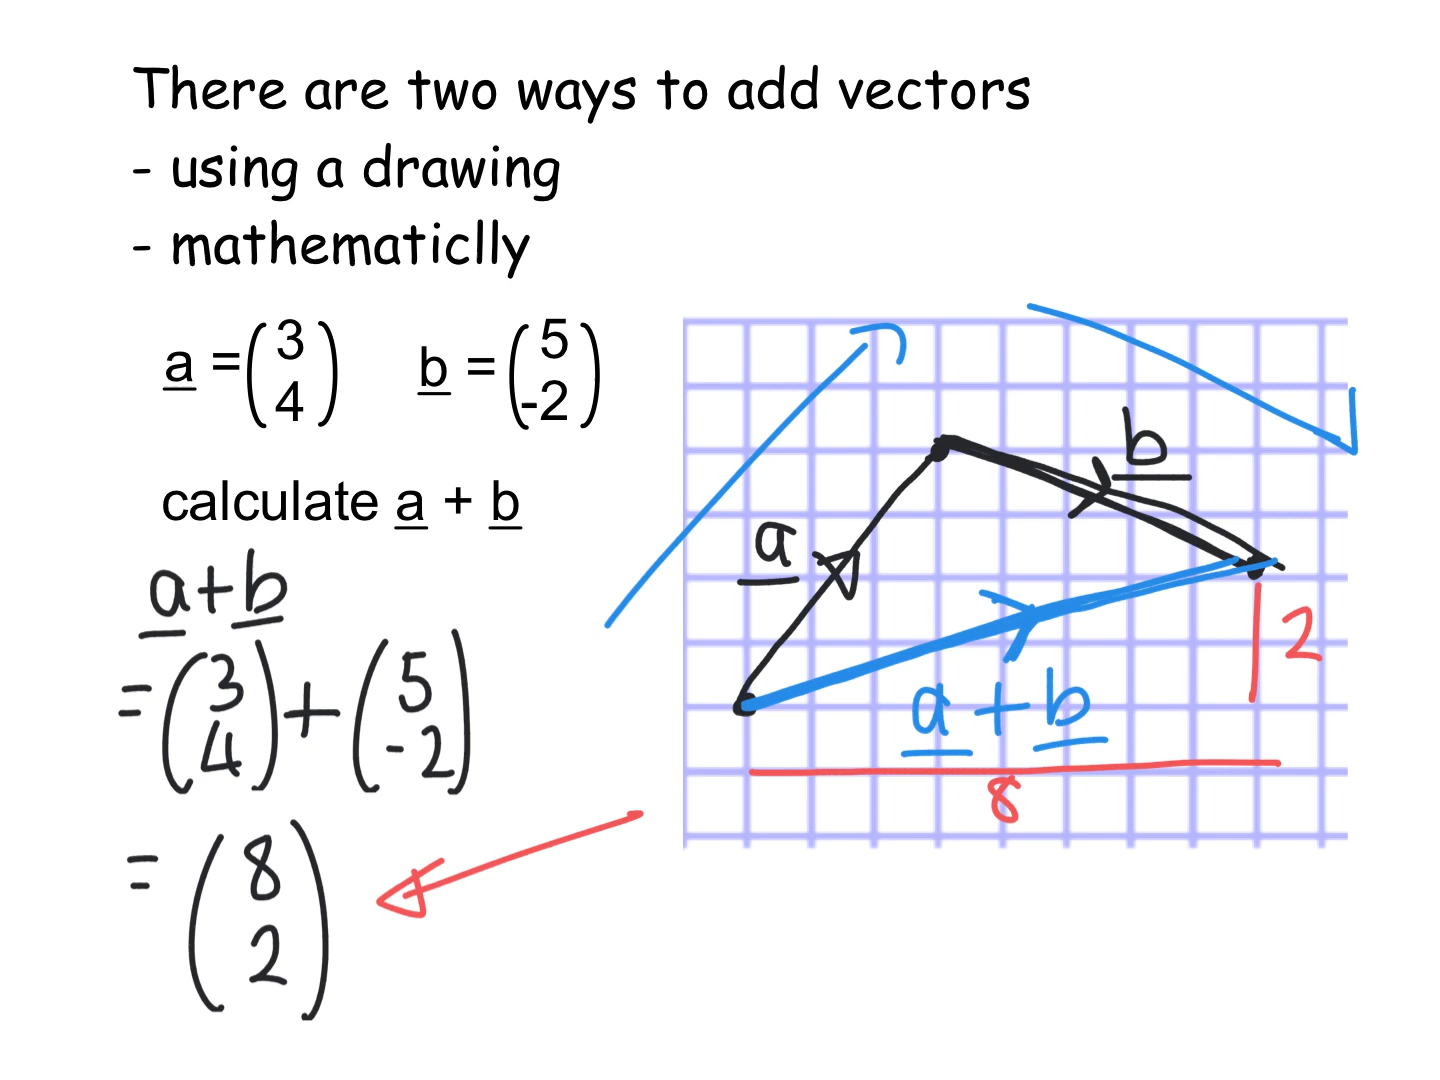 There are two ways to add vectors
- using a drawing
- mathematiclly
a = (3 4) b = (5 -2)
calculate a + b
a+b
= (3 4) + (5 -2)
= (8 2)
b
a
2
a + b
8